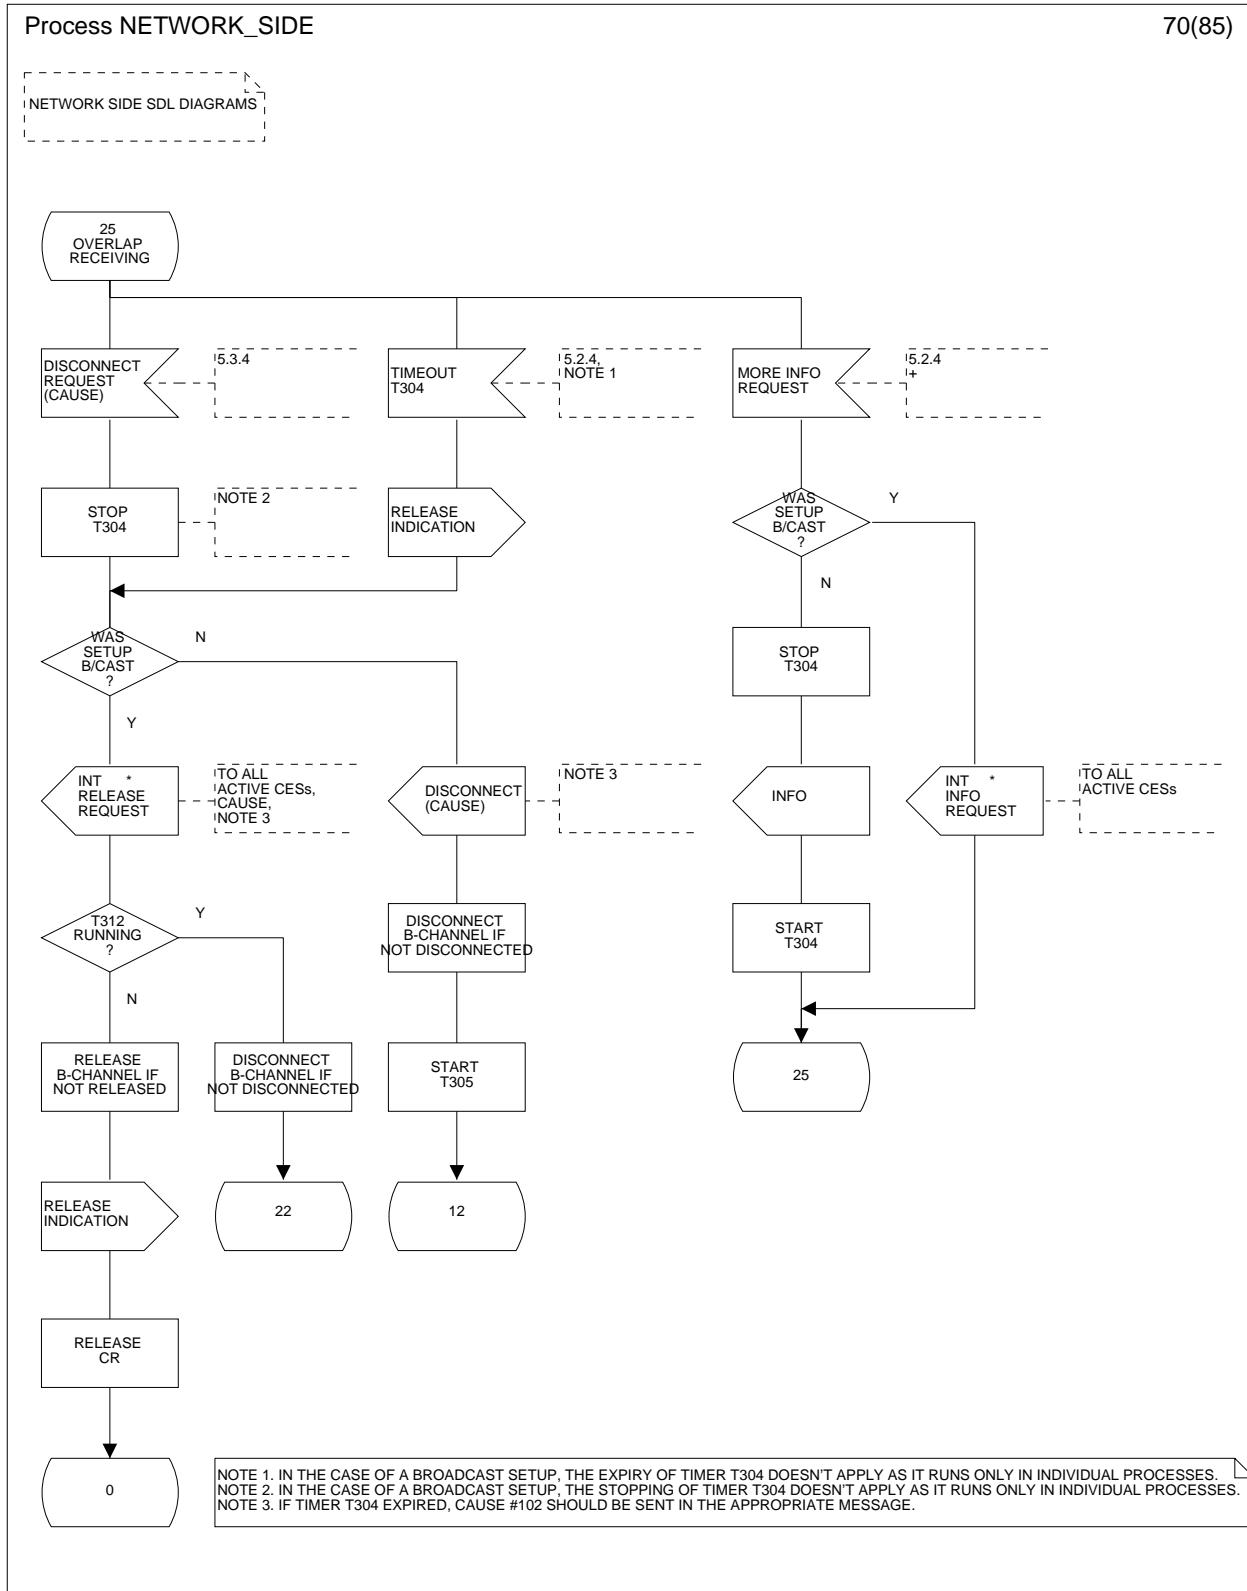 Process NETWORK_SIDE
70(85)
NETWORK SIDE SDL DIAGRAMS
25
OVERLAP
RECEIVING
DISCONNECT
REQUEST
(CAUSE)
5.3.4
TIMEOUT
T304
5.2.4,
NOTE 1
MORE INFO
REQUEST
5.2.4
+
STOP
T304
NOTE 2
RELEASE
INDICATION
WAS
SETUP
B/CAST
?
Y
N
WAS
SETUP
B/CAST
?
N
Y
STOP
T304
INT *
RELEASE
REQUEST
TO ALL
ACTIVE CESs,
CAUSE,
NOTE 3
DISCONNECT
(CAUSE)
NOTE 3
INFO
INT *
INFO
REQUEST
TO ALL
ACTIVE CESs
T312
RUNNING
?
Y
N
DISCONNECT
B-CHANNEL IF
NOT DISCONNECTED
START
T304
RELEASE
B-CHANNEL IF
NOT RELEASED
DISCONNECT
B-CHANNEL IF
NOT DISCONNECTED
START
T305
25
RELEASE
INDICATION
22
12
RELEASE
CR
0
NOTE 1. IN THE CASE OF A BROADCAST SETUP, THE EXPIRY OF TIMER T304 DOESN'T APPLY AS IT RUNS ONLY IN INDIVIDUAL PROCESSES.
NOTE 2. IN THE CASE OF A BROADCAST SETUP, THE STOPPING OF TIMER T304 DOESN'T APPLY AS IT RUNS ONLY IN INDIVIDUAL PROCESSES.
NOTE 3. IF TIMER T304 EXPIRED, CAUSE #102 SHOULD BE SENT IN THE APPROPRIATE MESSAGE.